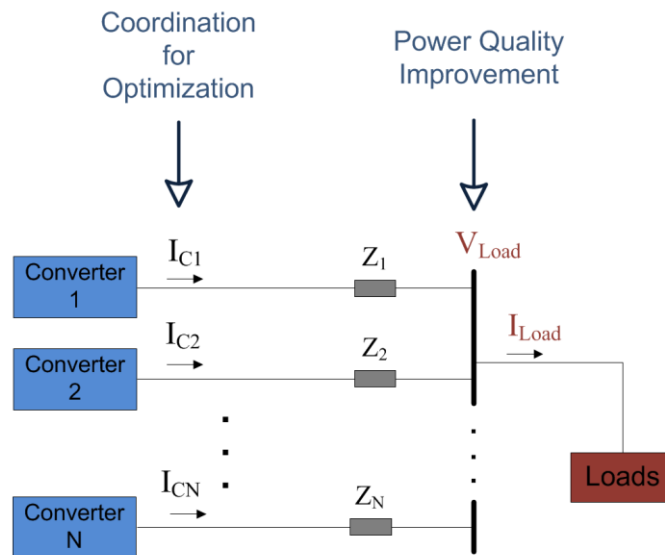 Coordination
for
Optimization
Power Quality
Improvement
V_Load
Converter
1
I_C1
Z_1
I_Load
Converter
2
I_C2
Z_2
Loads
Converter
N
I_CN
Z_N